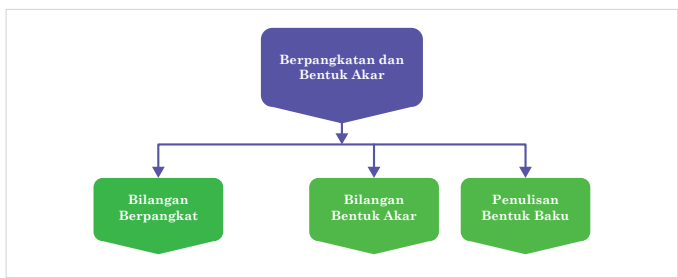 Berpangkatan dan
Bentuk Akar
Bilangan
Berpangkat
Bilangan
Bentuk Akar
Penulisan
Bentuk Baku